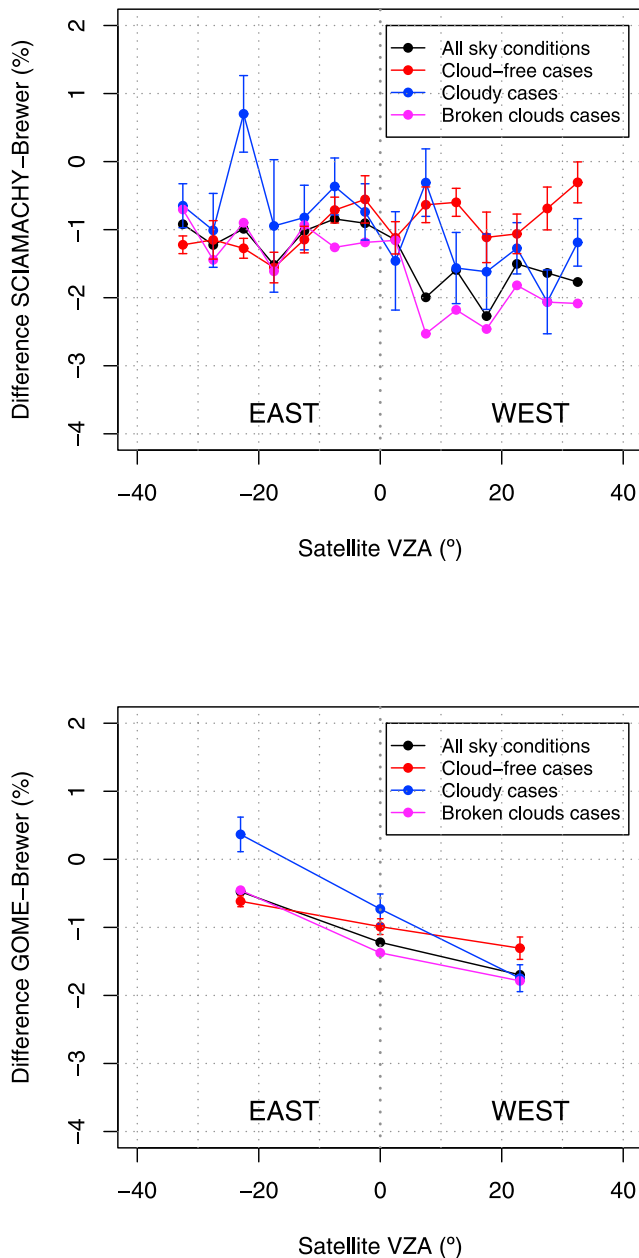 Difference SCIAMACHY−Brewer (%)
2
1
0
−1
−2
−3
−4
All sky conditions
Cloud−free cases
Cloudy cases
Broken clouds cases
EAST
WEST
−40
−20
0
20
40
Satellite VZA (º)
Difference GOME−Brewer (%)
2
1
0
−1
−2
−3
−4
All sky conditions
Cloud−free cases
Cloudy cases
Broken clouds cases
EAST
WEST
−40
−20
0
20
40
Satellite VZA (º)